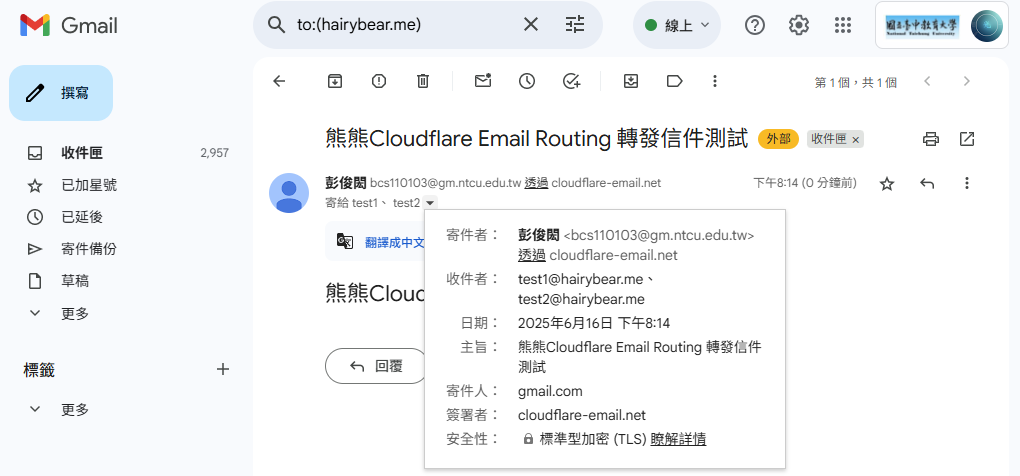 Gmail
to:(hairybear.me)
線上
國立臺中教育大學
National Taichung University
撰寫
第 1 個,共 1 個
收件匣
2,957
已加星號
已延後
寄件備份
草稿
更多
標籤
更多
熊熊Cloudflare Email Routing 轉發信件測試
外部
收件匣 ×
彭俊閎 bcs110103@gm.ntcu.edu.tw 透過 cloudflare-email.net
下午8:14 (0 分鐘前)
寄給 test1、 test2
翻譯成中文
熊熊Cloud
回覆
寄件者: 彭俊閎 <bcs110103@gm.ntcu.edu.tw>
透過 cloudflare-email.net
收件者: test1@hairybear.me、
test2@hairybear.me
日期: 2025年6月16日 下午8:14
主旨: 熊熊Cloudflare Email Routing 轉發信件
測試
寄件人: gmail.com
簽署者: cloudflare-email.net
安全性: 標準型加密 (TLS) 瞭解詳情